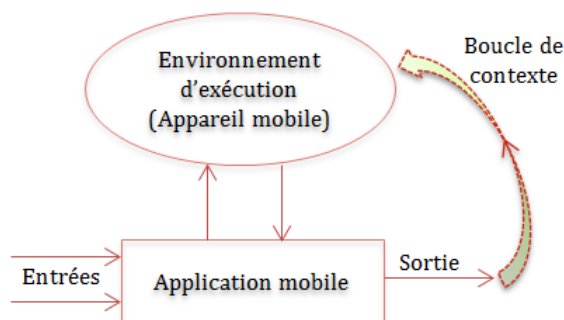 Environnement
d'exécution
(Appareil mobile)
Boucle de
contexte
Entrées
Application mobile
Sortie